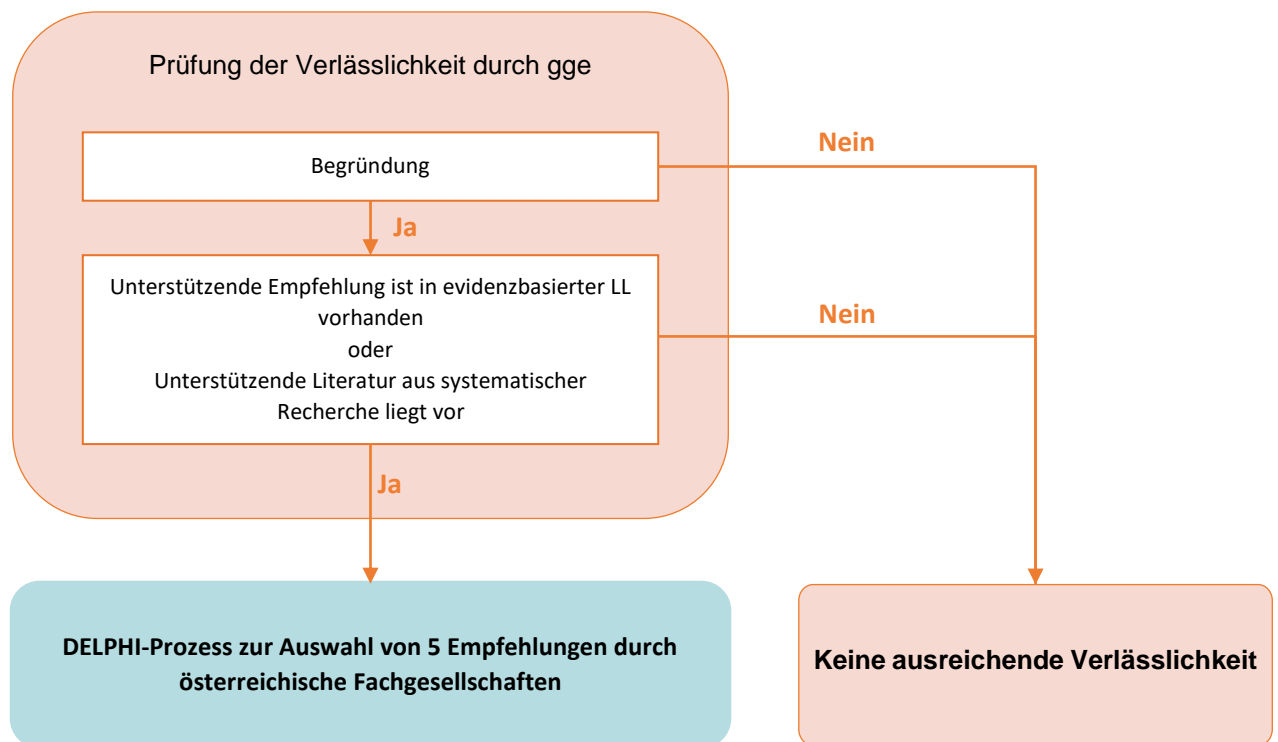 Prüfung der Verlässlichkeit durch gge
Begründung
Nein
Ja
Unterstützende Empfehlung ist in evidenzbasierter LL
vorhanden
oder
Unterstützende Literatur aus systematischer
Recherche liegt vor
Nein
Ja
DELPHI-Prozess zur Auswahl von 5 Empfehlungen durch
österreichische Fachgesellschaften
Keine ausreichende Verlässlichkeit